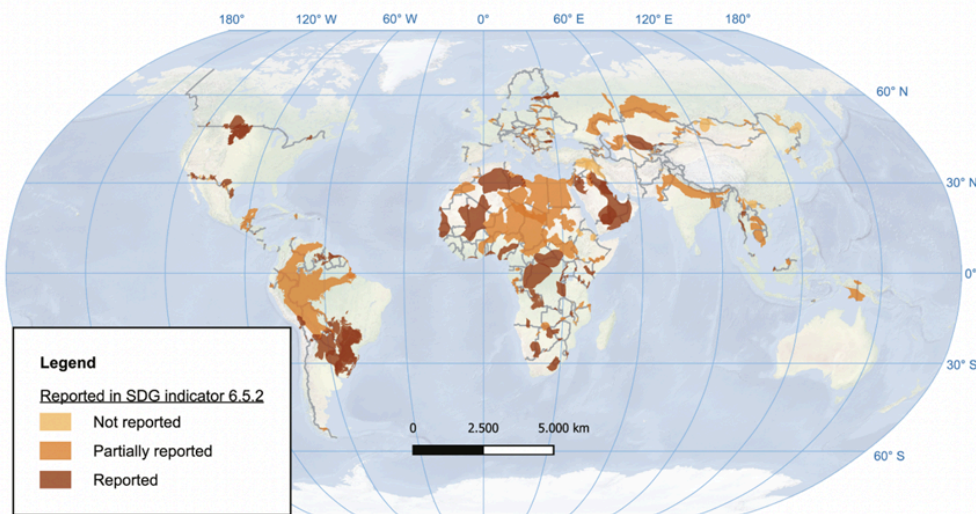 180° 120° W 60° W 0° 60° E 120° E 180°
60° N
30° N
0°
30° S
60° S
Legend
Reported in SDG indicator 6.5.2
Not reported
Partially reported
Reported
0 2.500 5.000 km